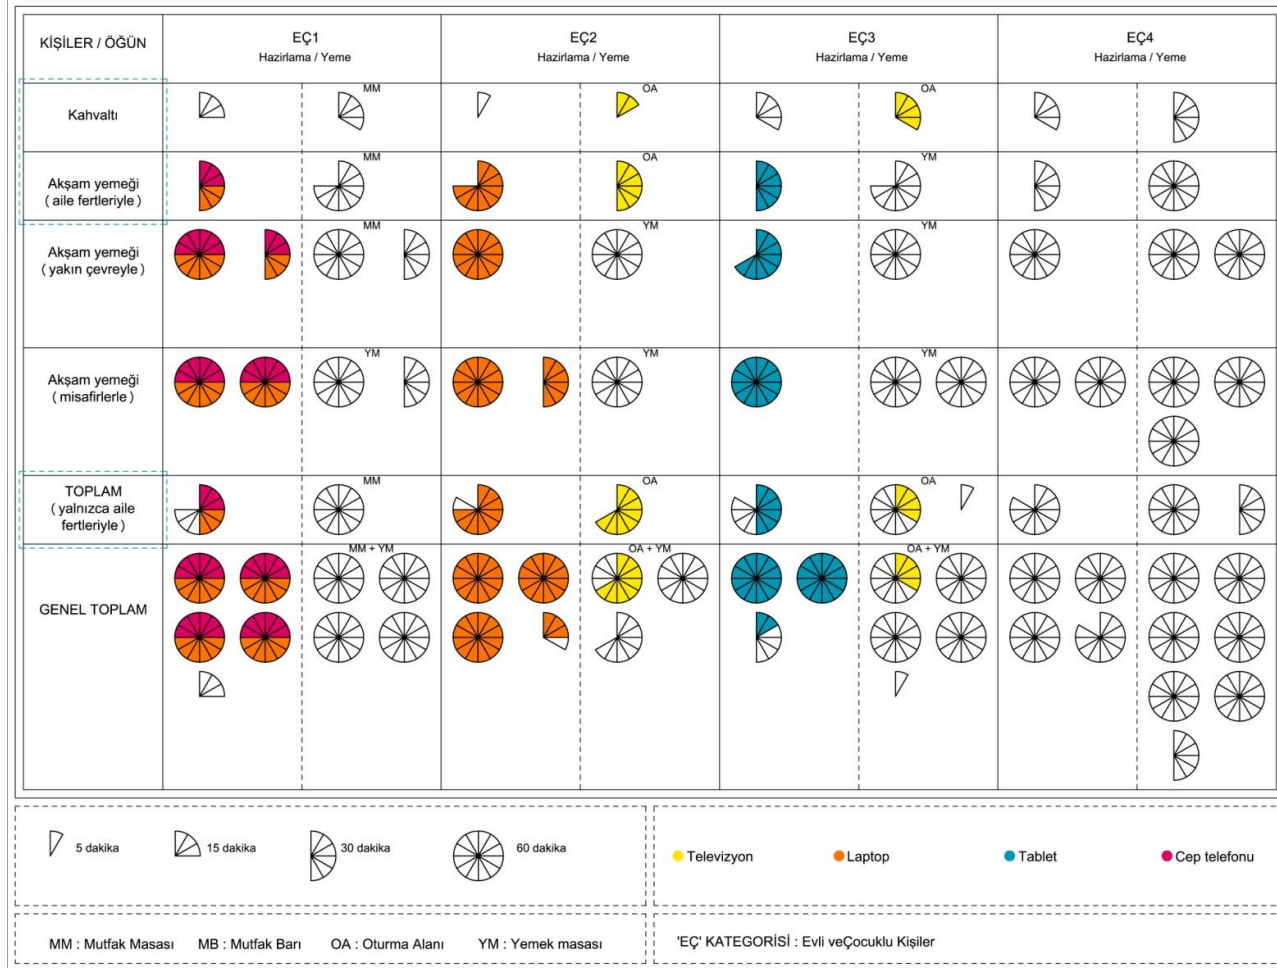 KİŞİLER / ÖĞÜN
EÇ1
Hazirlama / Yeme
EÇ2
Hazirlama / Yeme
EÇ3
Hazirlama / Yeme
EÇ4
Hazirlama / Yeme
Kahvaltı
MM
OA
OA
Akşam yemeği
( aile fertleriyle )
MM
OA
YM
Akşam yemeği
( yakın çevreyle )
MM
YM
YM
Akşam yemeği
( misafirlerle )
YM
YM
YM
TOPLAM
( yalnızca aile
fertleriyle )
MM
OA
OA
GENEL TOPLAM
MM + YM
OA + YM
OA + YM
5 dakika
15 dakika
30 dakika
60 dakika
Televizyon
Laptop
Tablet
Cep telefonu
MM : Mutfak Masası MB : Mutfak Barı OA : Oturma Alanı YM : Yemek masası
'EÇ' KATEGORİSİ : Evli veÇocuklu Kişiler